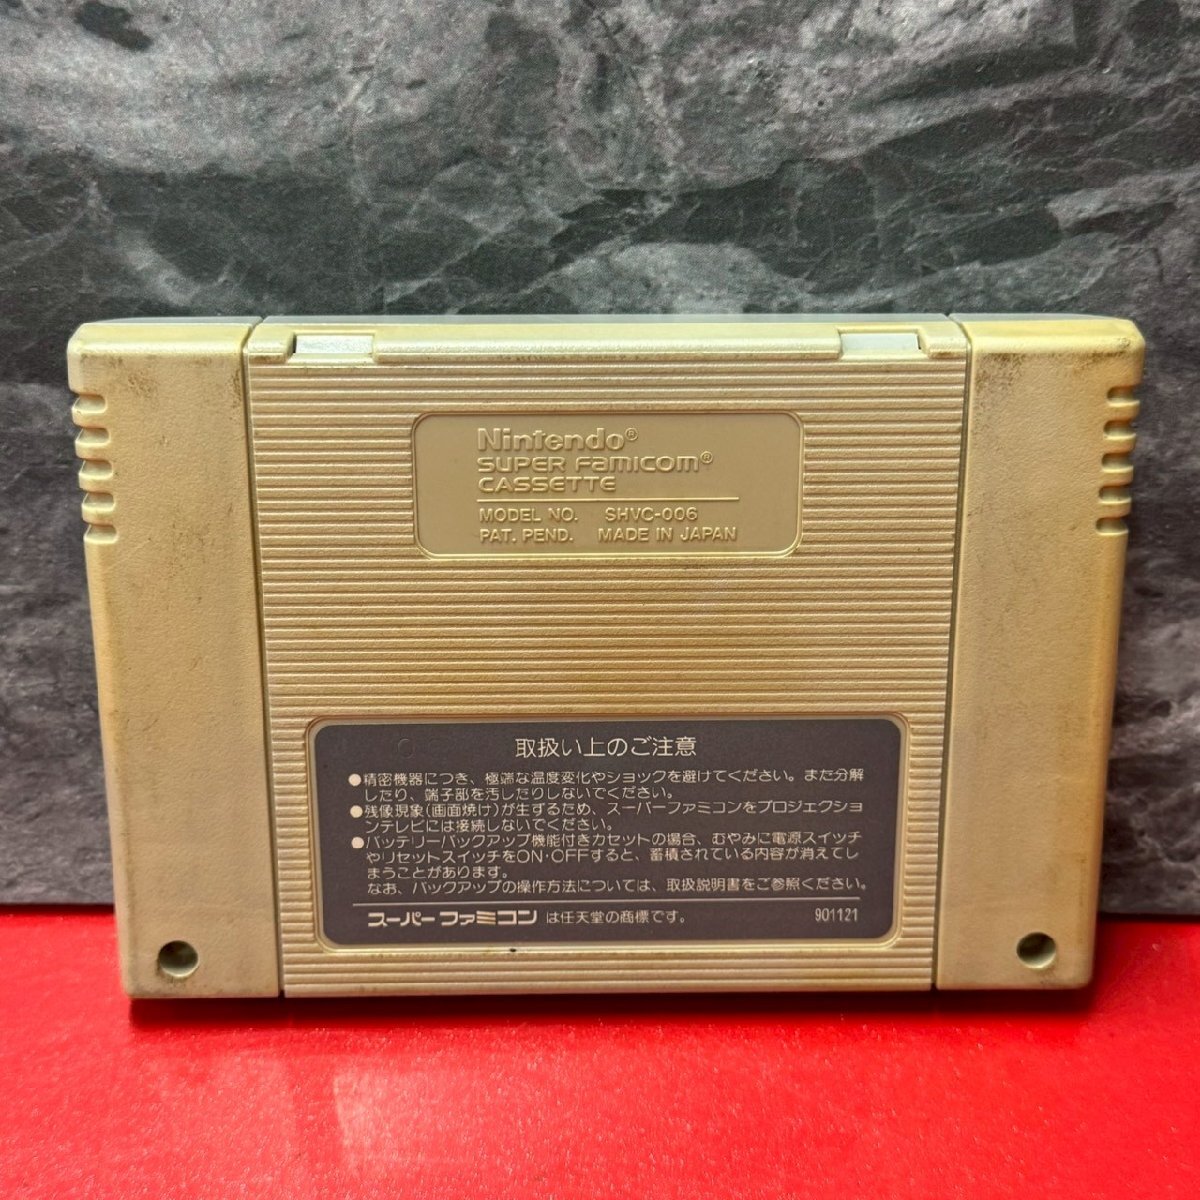 Nintendo®
SUPER FAMICOM®
CASSETTE
MODEL NO. SHVC-006
PAT. PEND. MADE IN JAPAN
取扱い上のご注意
●精密機器につき、極端な温度変化やショックを避けてください。また分解
したり、端子部を汚したりしないでください。
●残像現象(画面焼け)が生ずるため、スーパーファミコンをプロジェクショ
ンテレビには接続しないでください。
●バッテリーバックアップ機能付きカセットの場合、むやみに電源スイッチ
やリセットスイッチをON・OFFすると、蓄積されている内容が消えてし
まうことがあります。
なお、バックアップの操作方法については、取扱説明書をご参照ください。
スーパーファミコン は任天堂の商標です。 901121